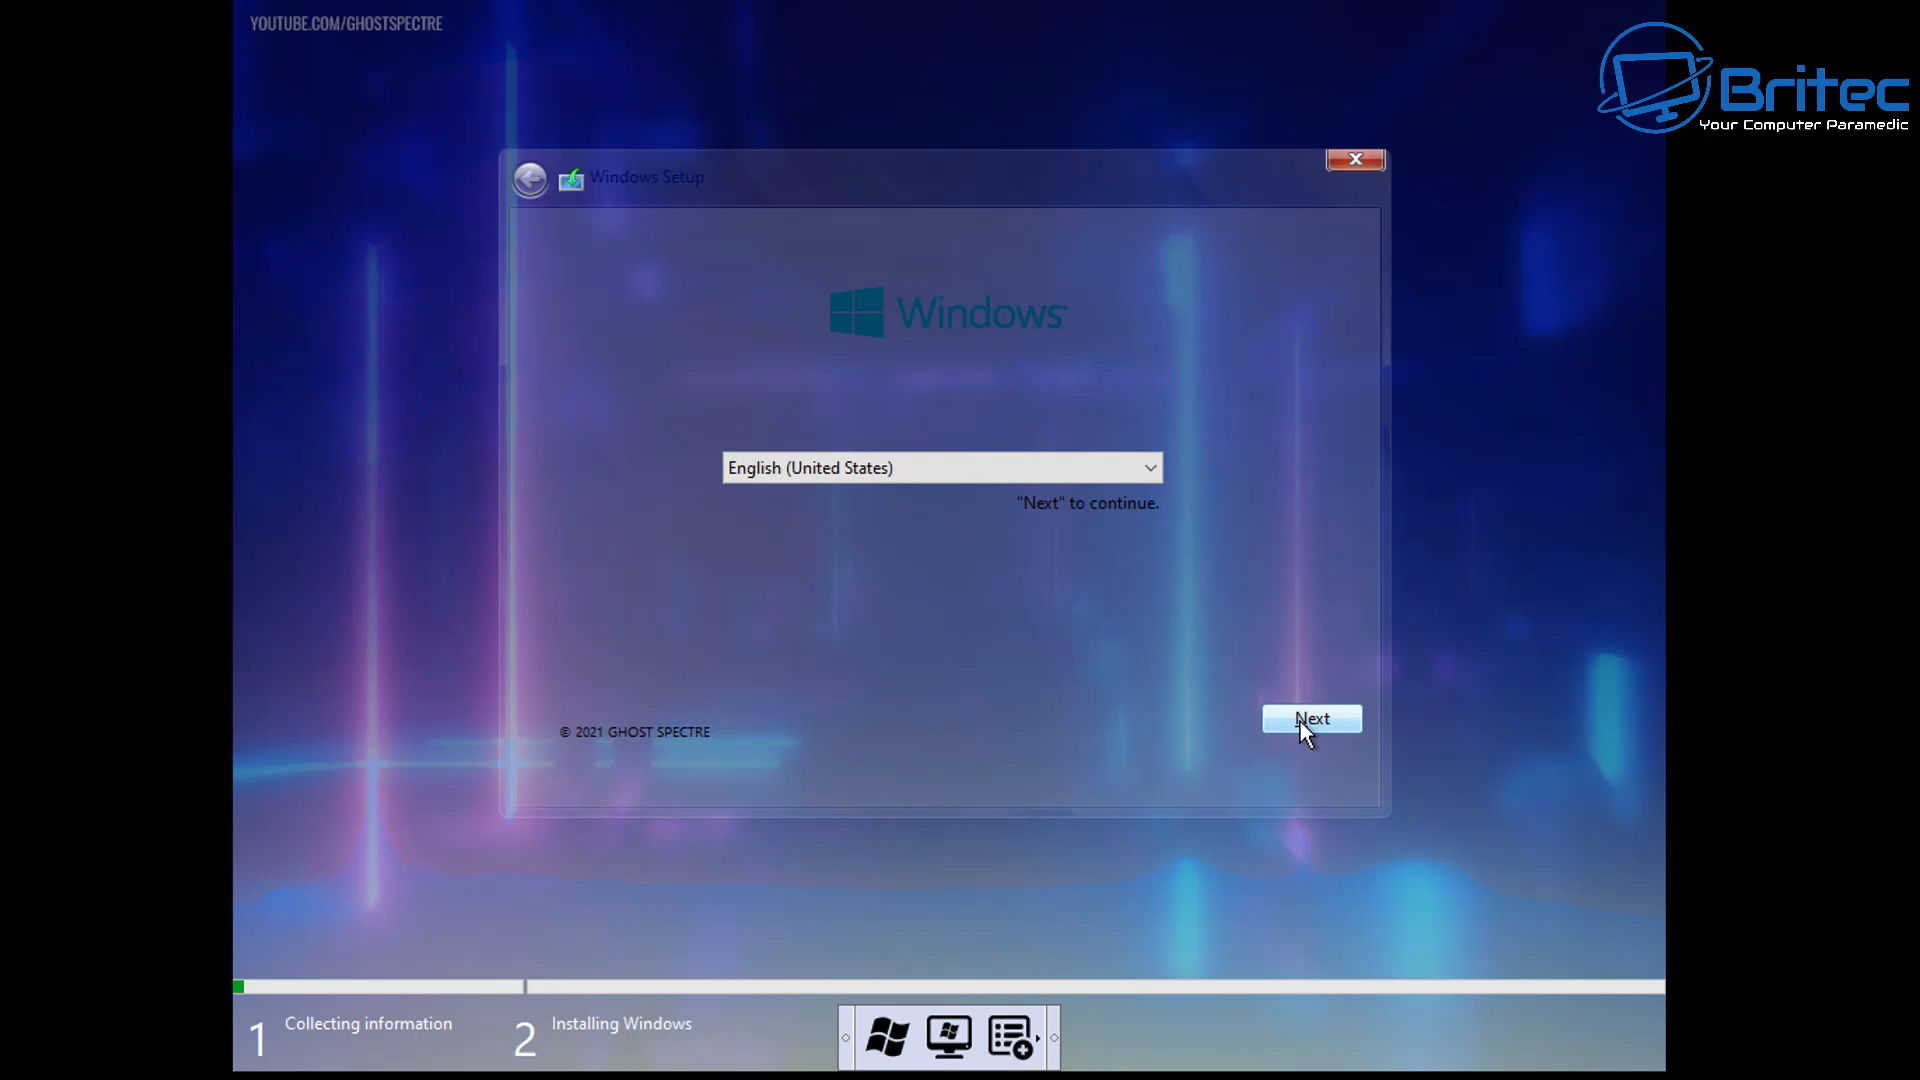 YOUTUBE.COM/GHOSTSPECTRE
Britec
Your Computer Paramedic
Windows Setup
Windows
English (United States)
"Next" to continue.
Next
© 2021 GHOST SPECTRE
1 Collecting information
2 Installing Windows